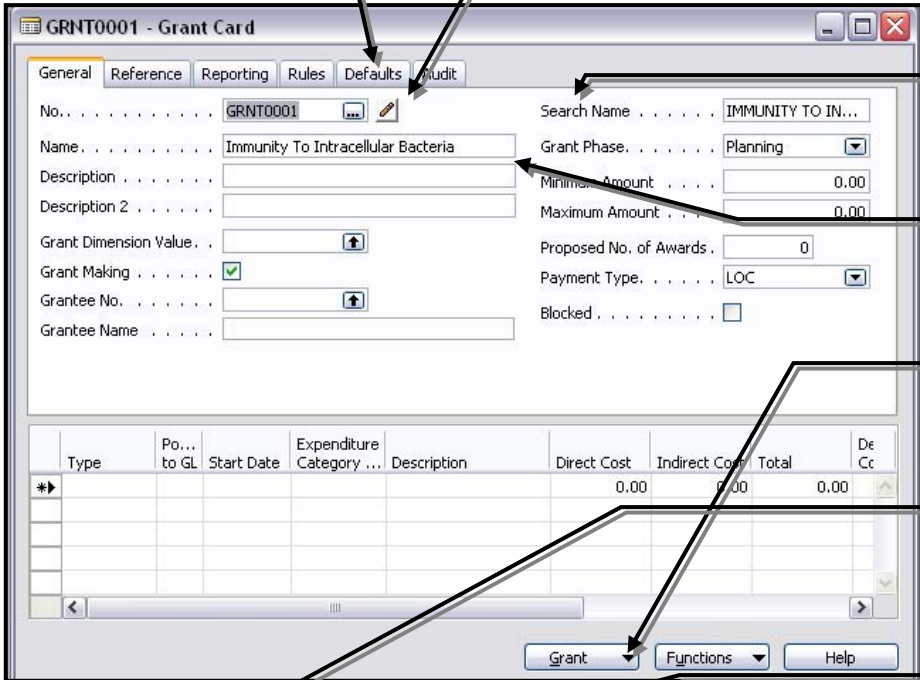 GRNT0001 - Grant Card
General Reference Reporting Rules Defaults Audit
No. . . . . . . . . . . . . GRNT0001 ...
Search Name . . . . . . IMMUNITY TO IN...
Name. . . . . . . . . . . . Immunity To Intracellular Bacteria
Grant Phase. . . . . . . Planning
Description . . . . . . . .
Minimum Amount . . . . 0.00
Description 2 . . . . . . .
Maximum Amount . . . 0.00
Grant Dimension Value. .
Proposed No. of Awards . 0
Grant Making . . . . . .
Payment Type. . . . . . LOC
Grantee No. . . . . . . .
Blocked . . . . . . . . .
Grantee Name . . . . .
Type Po... to GL Start Date Expenditure Category ... Description Direct Cost Indirect Cost Total De Cc
0.00 0.00 0.00
Grant Functions Help